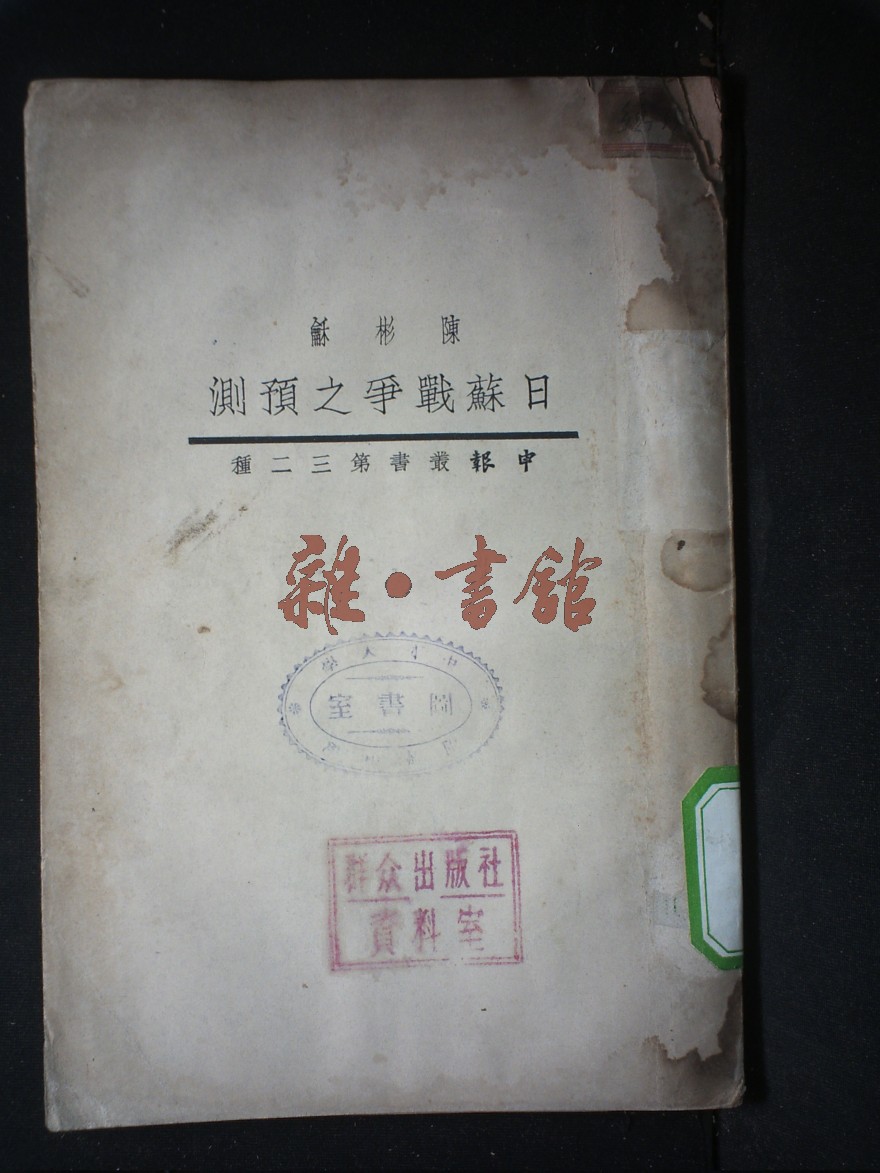 陳彬龢
日蘇戰爭之預測
申報叢書第三二種
雜·書館
圖書室
群众出版社
資料室